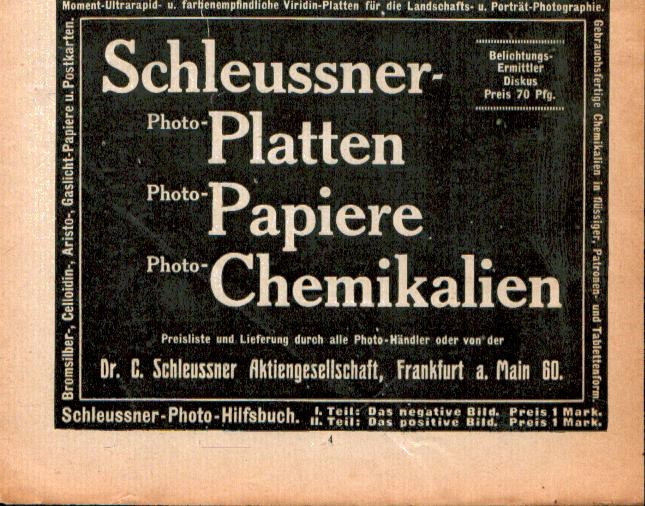 Moment-Ultrarapid- u. farbenempfindliche Viridin-Platten für die Landschafts- u. Porträt-Photographie.
Bromsilber-, Celloidin-, Aristo-, Gaslicht-Papiere u. Postkarten.
Schleussner-
Belichtungs-
Ermittler
Diskus
Preis 70 Pfg.
Photo-Platten
Photo-Papiere
Photo-Chemikalien
Preisliste und Lieferung durch alle Photo-Händler oder von der
Dr. C. Schleussner Aktiengesellschaft, Frankfurt a. Main 60.
Gebrauchsfertige Chemikalien in flüssiger, Patronen- und Tablettenform.
Schleussner-Photo-Hilfsbuch.
I. Teil: Das negative Bild. Preis 1 Mark.
II. Teil: Das positive Bild. Preis 1 Mark.
4